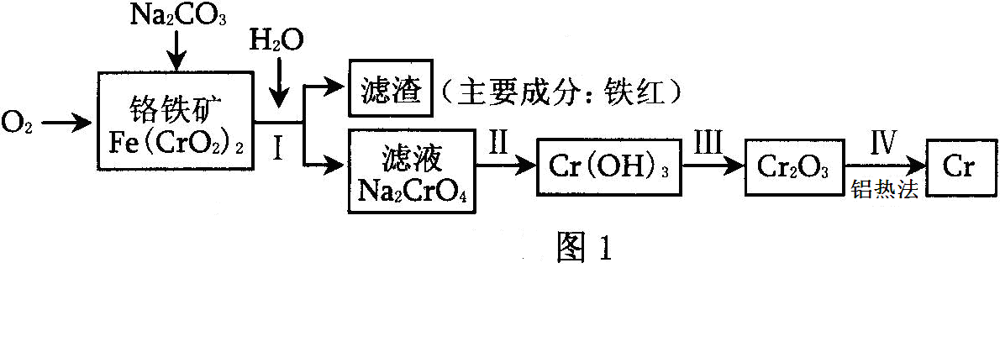 Na₂CO₃
H₂O
O₂
铬铁矿
Fe(CrO₂)₂
I
滤渣 (主要成分:铁红)
滤液
Na₂CrO₄
II
Cr(OH)₃
III
Cr₂O₃
IV
铝热法
Cr
图 1